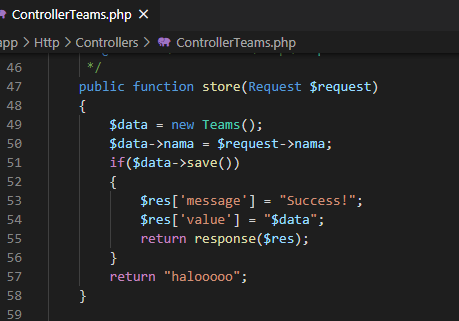 ControllerTeams.php ×
app > Http > Controllers > ControllerTeams.php
46 */
47 public function store(Request $request)
48 {
49 $data = new Teams();
50 $data->nama = $request->nama;
51 if($data->save())
52 {
53 $res['message'] = "Success!";
54 $res['value'] = "$data";
55 return response($res);
56 }
57 return "halooooo";
58 }
59